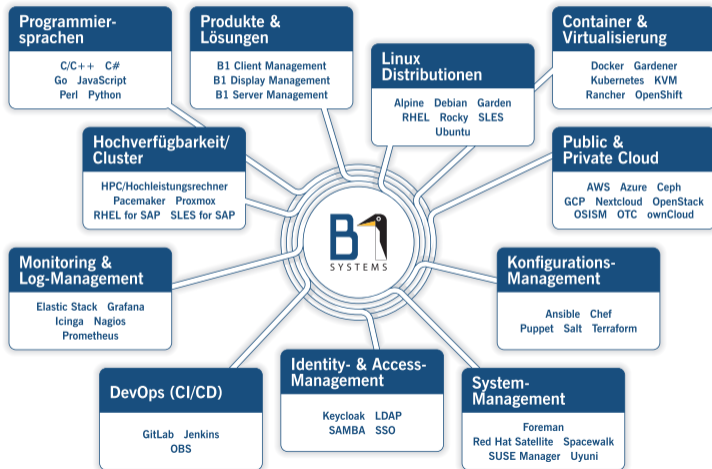 Programmier-
sprachen
C/C++ C#
Go JavaScript
Perl Python
Produkte &
Lösungen
B1 Client Management
B1 Display Management
B1 Server Management
Linux
Distributionen
Alpine Debian Garden
RHEL Rocky SLES
Ubuntu
Container &
Virtualisierung
Docker Gardener
Kubernetes KVM
Rancher OpenShift
Hochverfügbarkeit/
Cluster
HPC/Hochleistungsrechner
Pacemaker Proxmox
RHEL for SAP SLES for SAP
Public &
Private Cloud
AWS Azure Ceph
GCP Nextcloud OpenStack
OSISM OTC ownCloud
B1
SYSTEMS
Monitoring &
Log-Management
Elastic Stack Grafana
Icinga Nagios
Prometheus
Konfigurations-
Management
Ansible Chef
Puppet Salt Terraform
DevOps (CI/CD)
GitLab Jenkins
OBS
Identity- & Access-
Management
Keycloak LDAP
SAMBA SSO
System-
Management
Foreman
Red Hat Satellite Spacewalk
SUSE Manager Uyuni